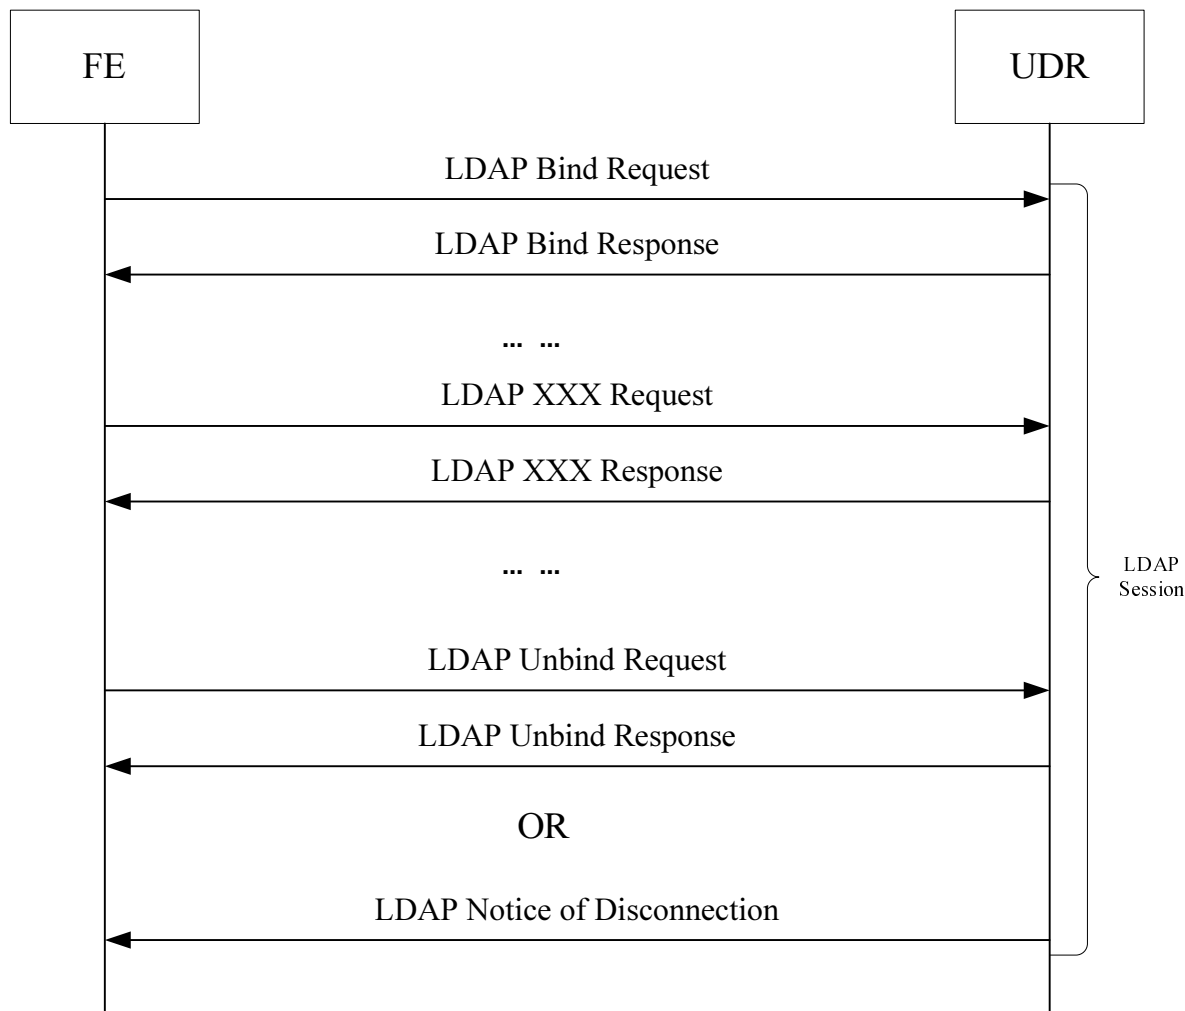 FE
UDR
LDAP Bind Request
LDAP Bind Response
... ...
LDAP XXX Request
LDAP XXX Response
... ...
LDAP
Session
LDAP Unbind Request
LDAP Unbind Response
OR
LDAP Notice of Disconnection